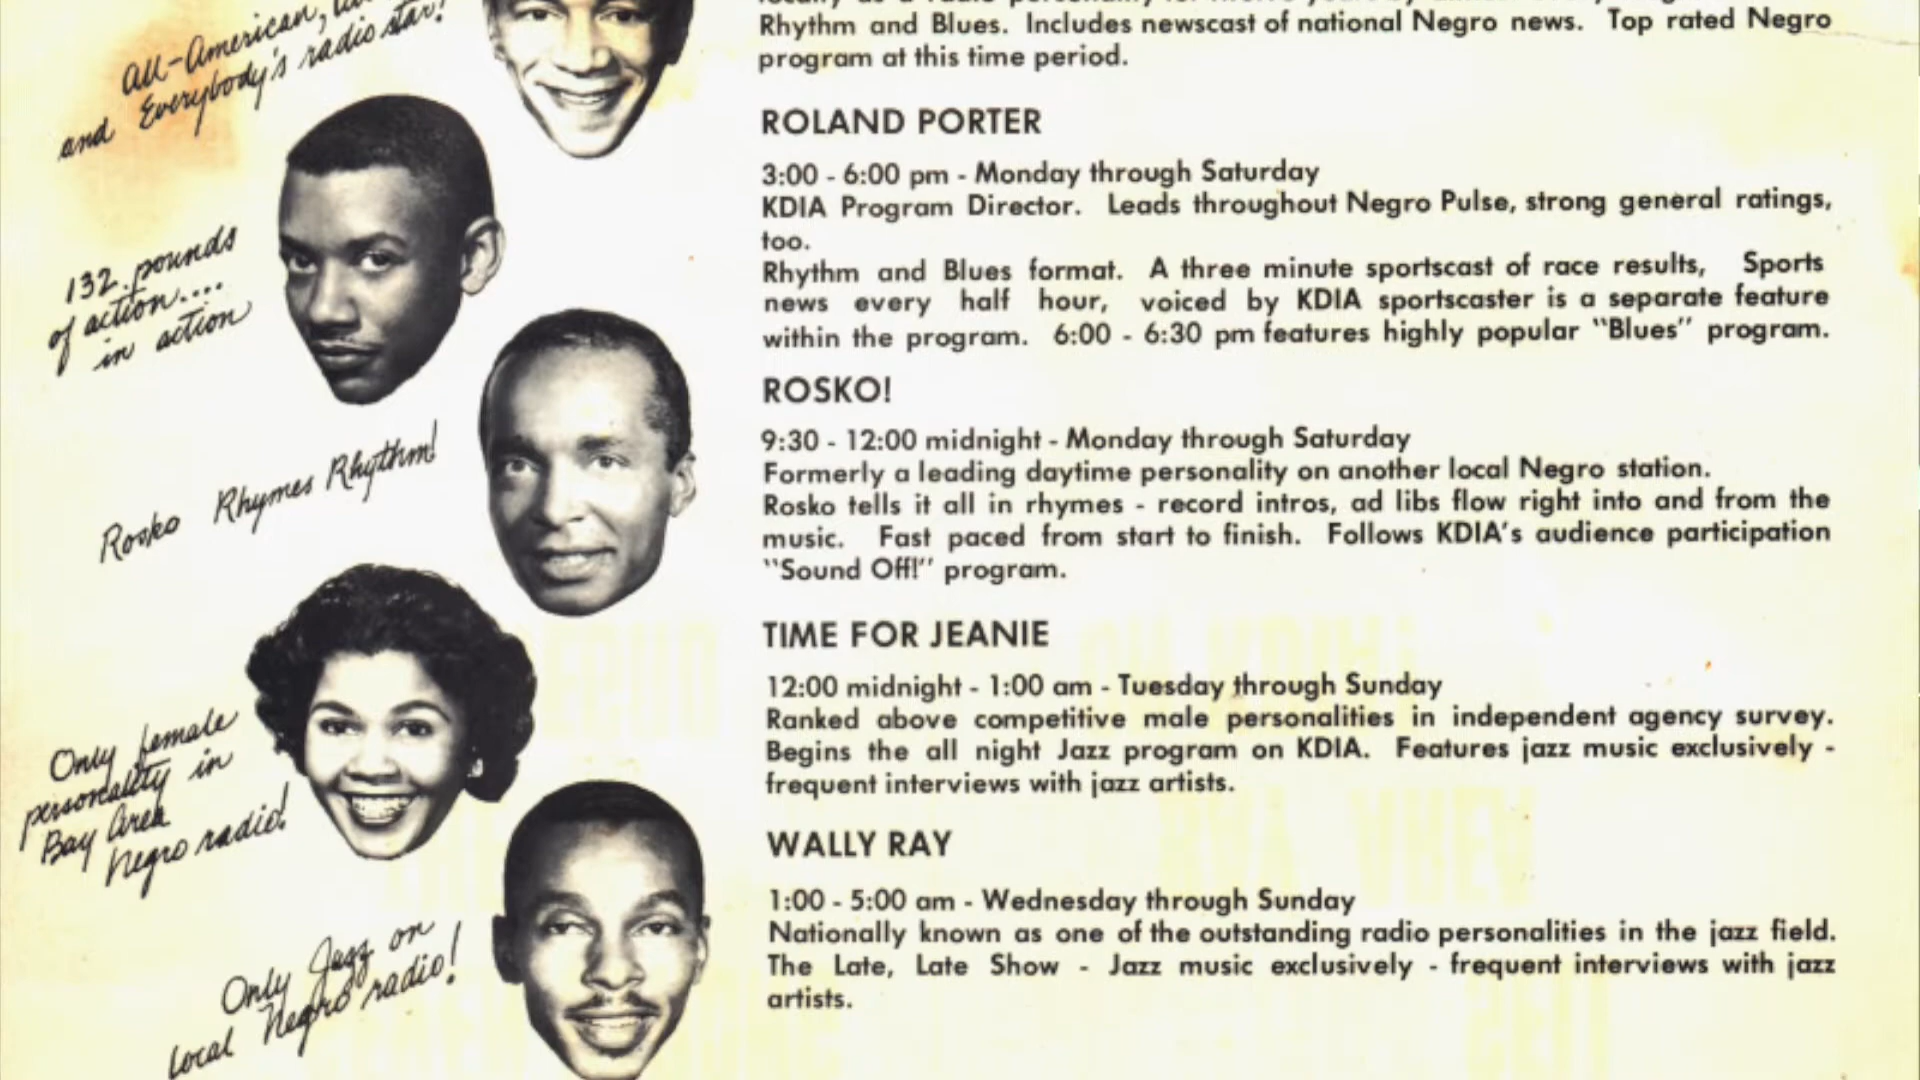 All-American,
and Everybody's radio star!
Rhythm and Blues. Includes newscast of national Negro news. Top rated Negro
program at this time period.
ROLAND PORTER
3:00 - 6:00 pm - Monday through Saturday
KDIA Program Director. Leads throughout Negro Pulse, strong general ratings,
too.
Rhythm and Blues format. A three minute sportscast of race results, Sports
news every half hour, voiced by KDIA sportscaster is a separate feature
within the program. 6:00 - 6:30 pm features highly popular "Blues" program.
132 pounds
of action....
in action
ROSKO!
9:30 - 12:00 midnight - Monday through Saturday
Formerly a leading daytime personality on another local Negro station.
Rosko tells it all in rhymes - record intros, ad libs flow right into and from the
music. Fast paced from start to finish. Follows KDIA's audience participation
"Sound Off!" program.
Rosko Rhymes Rhythm!
TIME FOR JEANIE
12:00 midnight - 1:00 am - Tuesday through Sunday
Ranked above competitive male personalities in independent agency survey.
Begins the all night Jazz program on KDIA. Features jazz music exclusively -
frequent interviews with jazz artists.
Only female
personality in
Bay Area
Negro radio!
WALLY RAY
1:00 - 5:00 am - Wednesday through Sunday
Nationally known as one of the outstanding radio personalities in the jazz field.
The Late, Late Show - Jazz music exclusively - frequent interviews with jazz
artists.
Only Jazz on
local Negro radio!